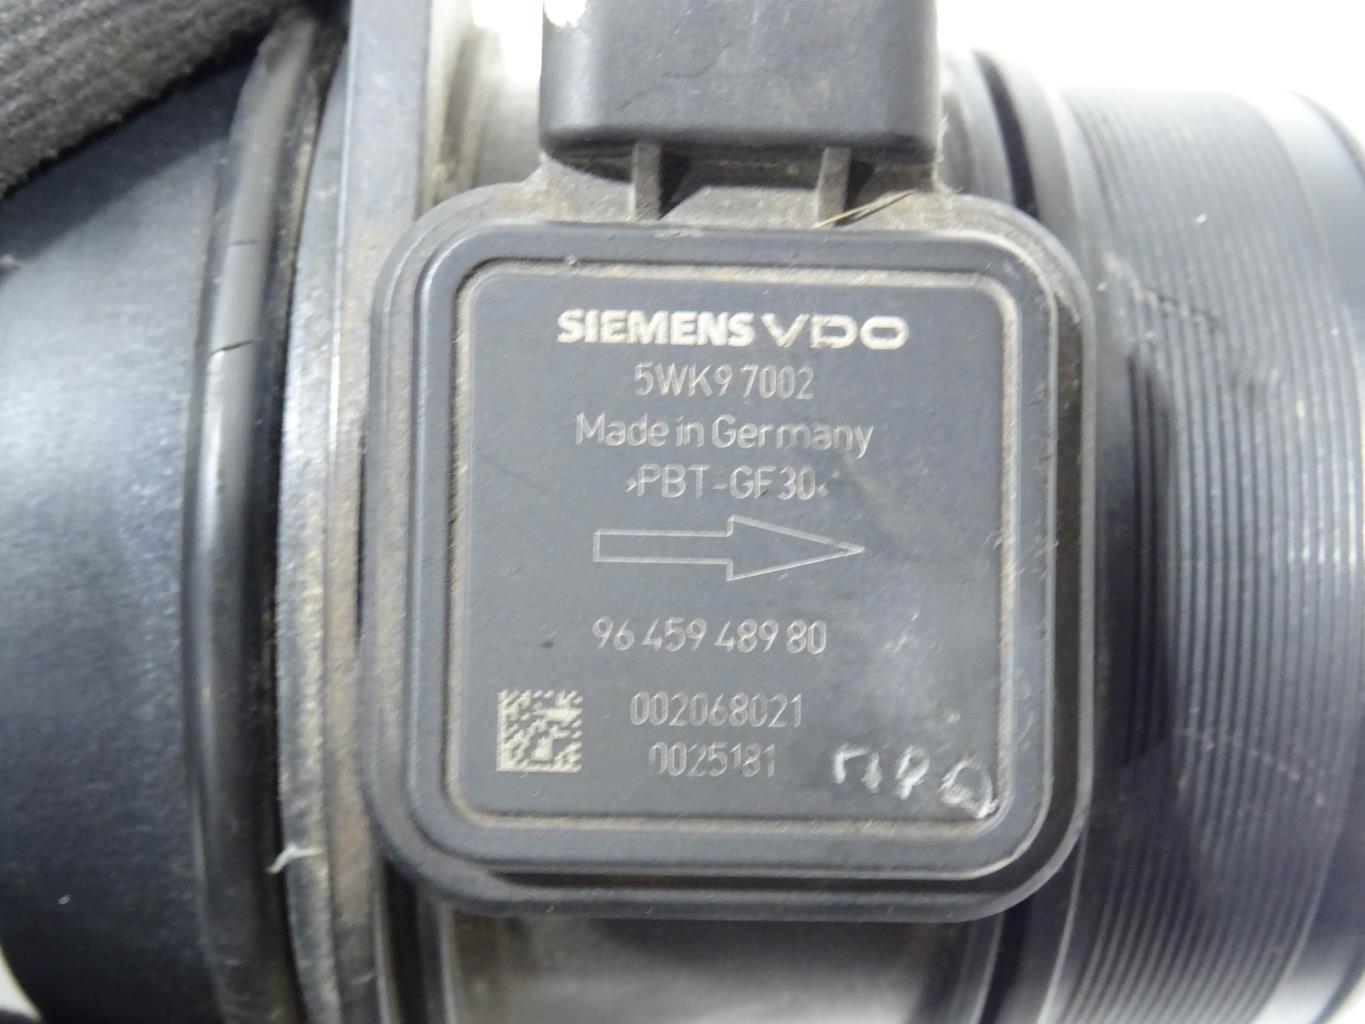 SIEMENS VDO
5WK9 7002
Made in Germany
>PBT-GF30<
96 459 489 80
002068021
0025181